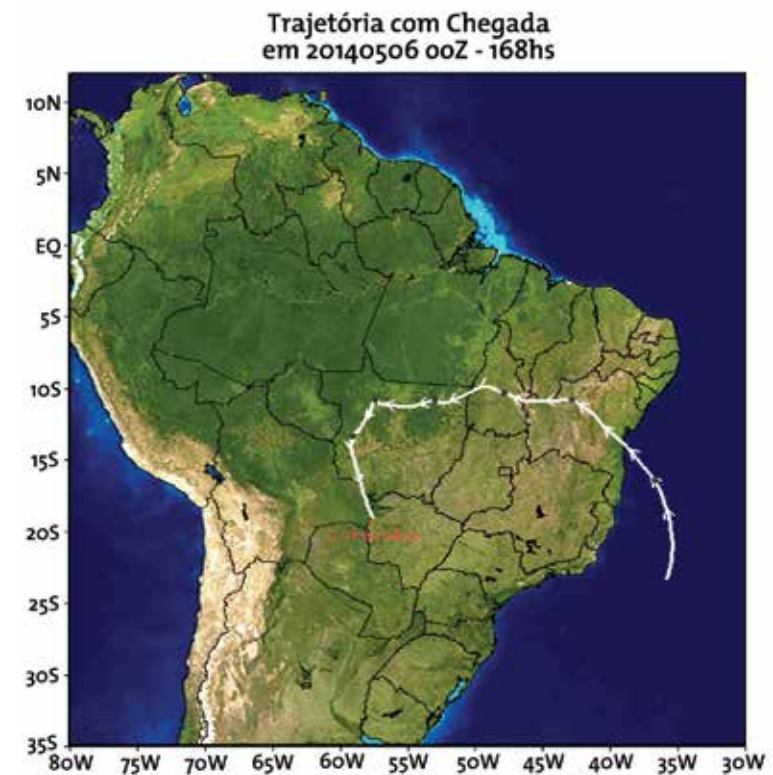 Trajetória com Chegada
em 20140506 00Z - 168hs
10N
5N
EQ
5S
10S
15S
20S
25S
30S
35S
80W 75W 70W 65W 60W 55W 50W 45W 40W 35W 30W